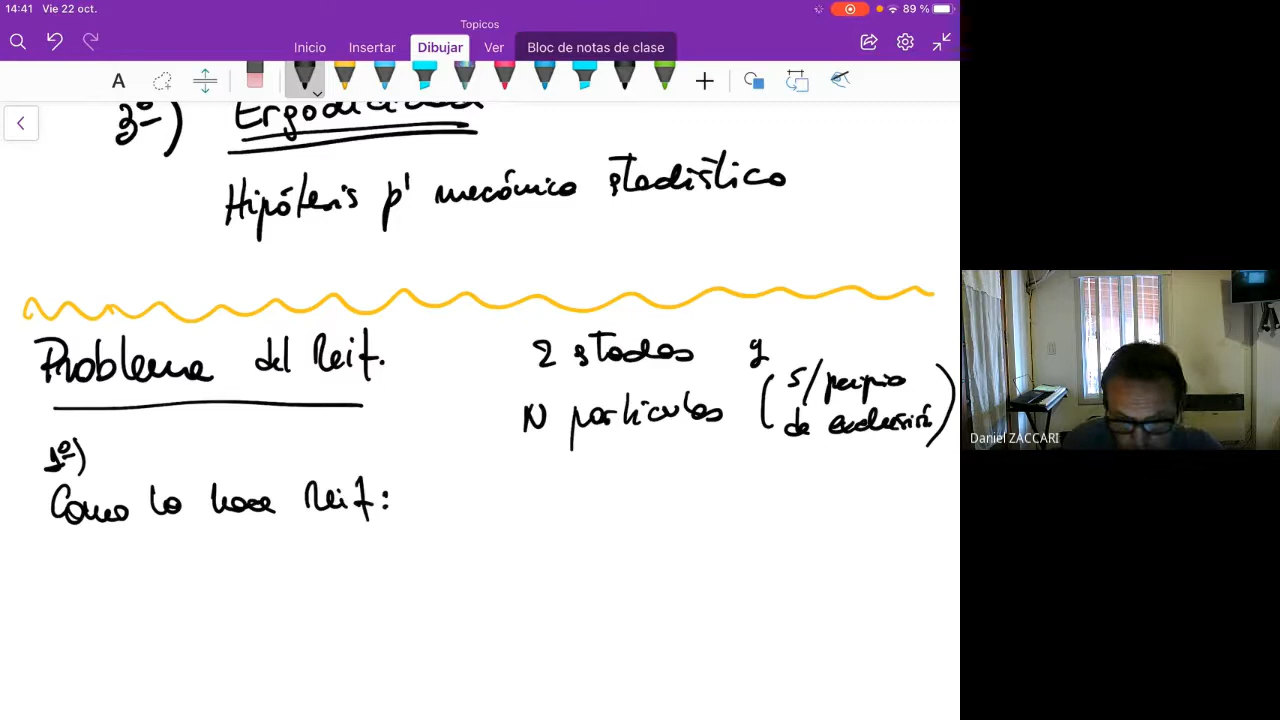 14:41 Vie 22 oct.
89 %
Topicos
Inicio Insertar Dibujar Ver Bloc de notas de clase
3º) Ergodicidad
Hipótesis p' mecánica estadística
Problema del Reif. 2 estados y
N partículas (s/
de exclusión)
1º)
Como lo hace Reif:
Daniel ZACCARI